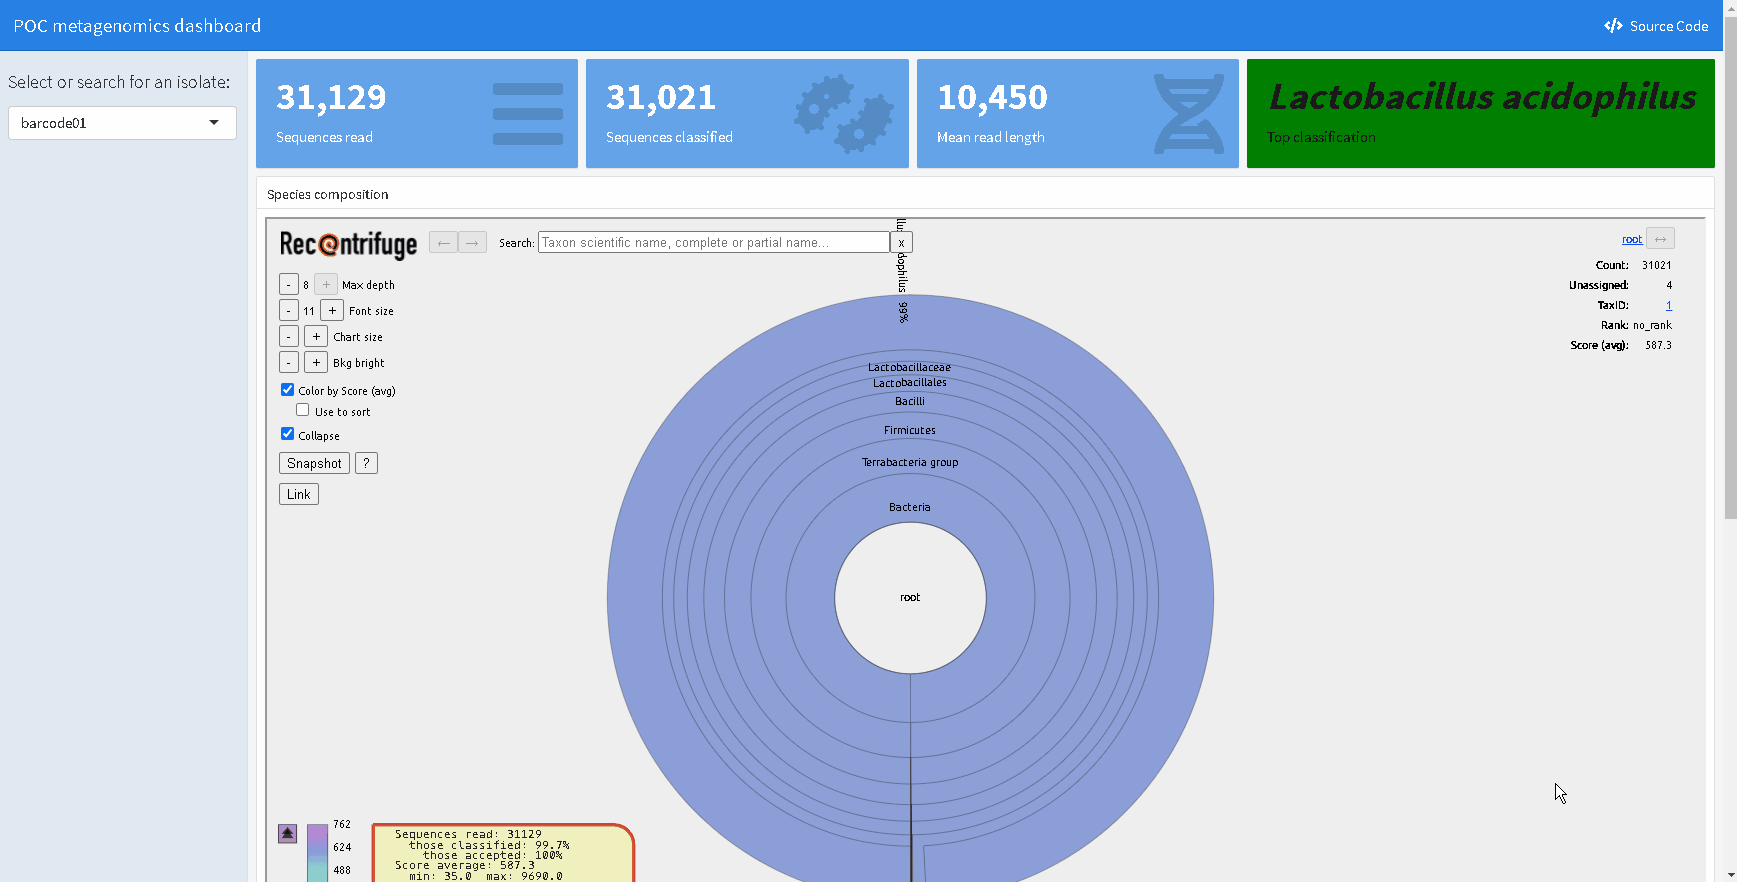 POC metagenomics dashboard
Source Code
Select or search for an isolate:
barcode01
31,129
Sequences read
31,021
Sequences classified
10,450
Mean read length
Lactobacillus acidophilus
Top classification
Species composition
Recentrifuge
← →
Search: Taxon scientific name, complete or partial name... x
root ↔
Count: 31021
Unassigned: 4
TaxID: 1
Rank: no_rank
Score (avg): 587.3
- 8 + Max depth
- 11 + Font size
- + Chart size
- + Bkg bright
Color by Score (avg)
Use to sort
Collapse
Snapshot ?
Link
99%
Lactobacillaceae
Lactobacillales
Bacilli
Firmicutes
Terrabacteria group
Bacteria
root
762
624
488
Sequences read: 31129
those classified: 99.7%
those accepted: 100%
Score average: 587.3
min: 35.0 max: 9690.0